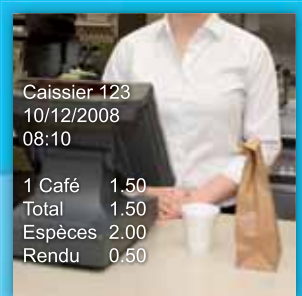 Caissier 123
10/12/2008
08:10
1 Café 1.50
Total 1.50
Espèces 2.00
Rendu 0.50